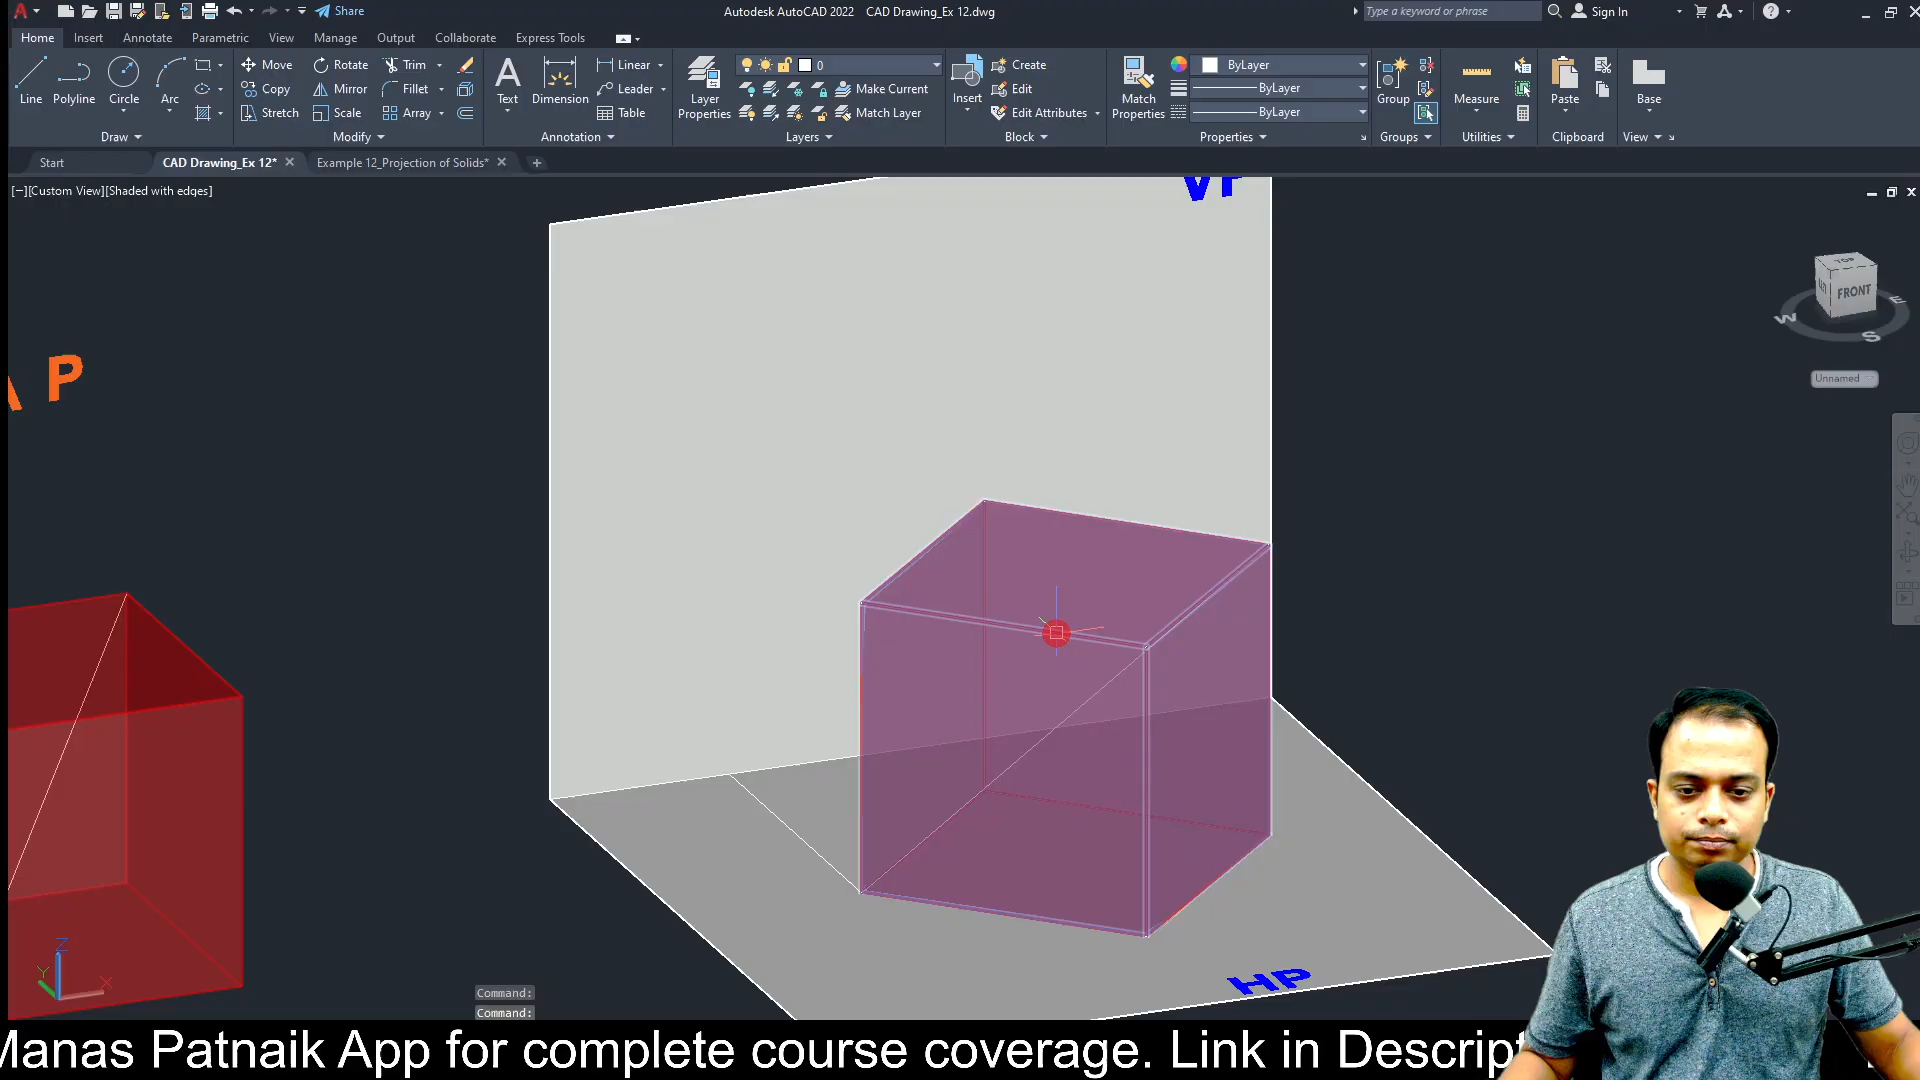 Share
Autodesk AutoCAD 2022 CAD Drawing_Ex 12.dwg
Type a keyword or phrase
Sign In
Home Insert Annotate Parametric View Manage Output Collaborate Express Tools
Line
Polyline
Circle
Arc
Draw
Move
Rotate
Trim
Copy
Mirror
Fillet
Stretch
Scale
Array
Modify
Text
Dimension
Linear
Leader
Table
Annotation
Layer
Properties
0
Make Current
Match Layer
Layers
Insert
Create
Edit
Edit Attributes
Block
Match
Properties
ByLayer
ByLayer
ByLayer
Properties
Group
Groups
Measure
Utilities
Paste
Clipboard
Base
View
Start
CAD Drawing_Ex 12*
Example 12_Projection of Solids*
[−][Custom View][Shaded with edges]
VP
TOP
FRONT
W
S
E
Unnamed
P
Z
Y
X
HP
Command:
Command:
Manas Patnaik App for complete course coverage. Link in Descript